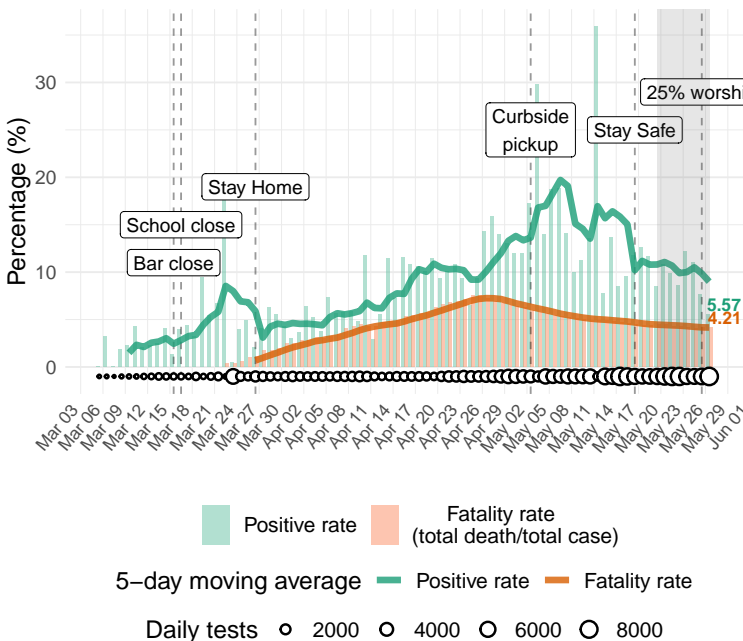 Percentage (%)
30
20
10
0
25% worshi
Curbside
pickup
Stay Safe
Stay Home
School close
Bar close
5.57
4.21
Mar 03
Mar 06
Mar 09
Mar 12
Mar 15
Mar 18
Mar 21
Mar 24
Mar 27
Mar 30
Apr 02
Apr 05
Apr 08
Apr 11
Apr 14
Apr 17
Apr 20
Apr 23
Apr 26
Apr 29
May 02
May 05
May 08
May 11
May 14
May 17
May 20
May 23
May 26
May 29
Jun 01
Positive rate
Fatality rate
(total death/total case)
5−day moving average
Positive rate
Fatality rate
Daily tests
2000
4000
6000
8000